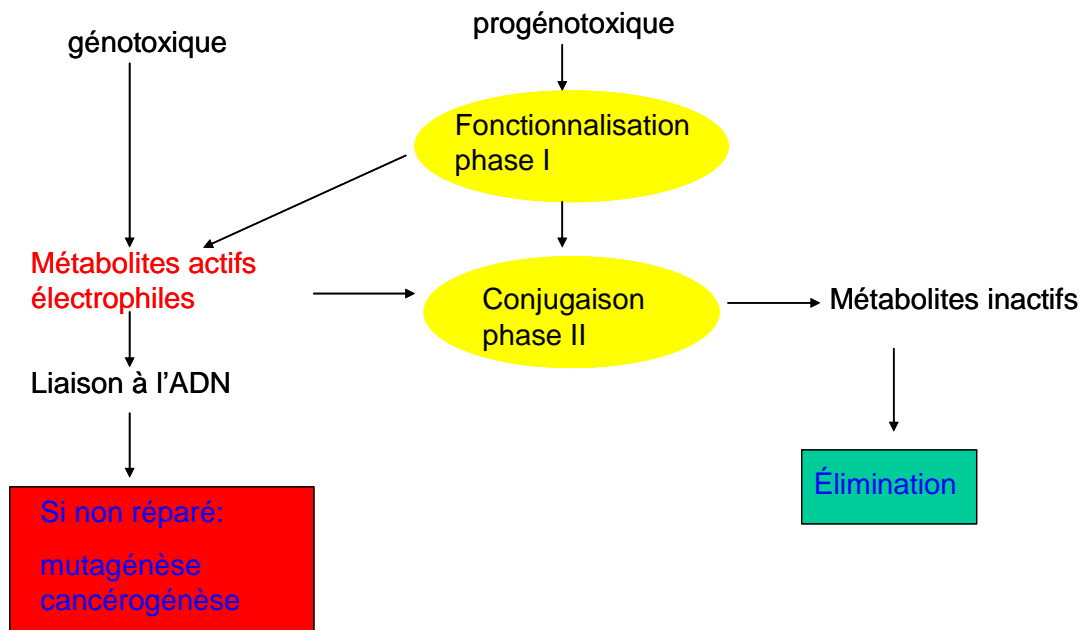 génotoxique
progénotoxique
Fonctionnalisation
phase I
Métabolites actifs
électrophiles
Conjugaison
phase II
Métabolites inactifs
Liaison à l'ADN
Élimination
Si non réparé:
mutagénèse
cancérogénèse